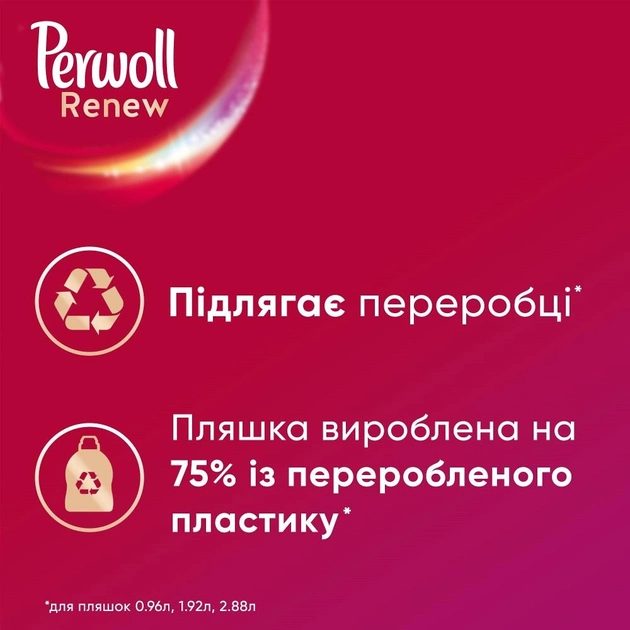 Perwoll
Renew
Підлягає переробці*
Пляшка вироблена на
75% із переробленого
пластику*
*для пляшок 0.96л, 1.92л, 2.88л